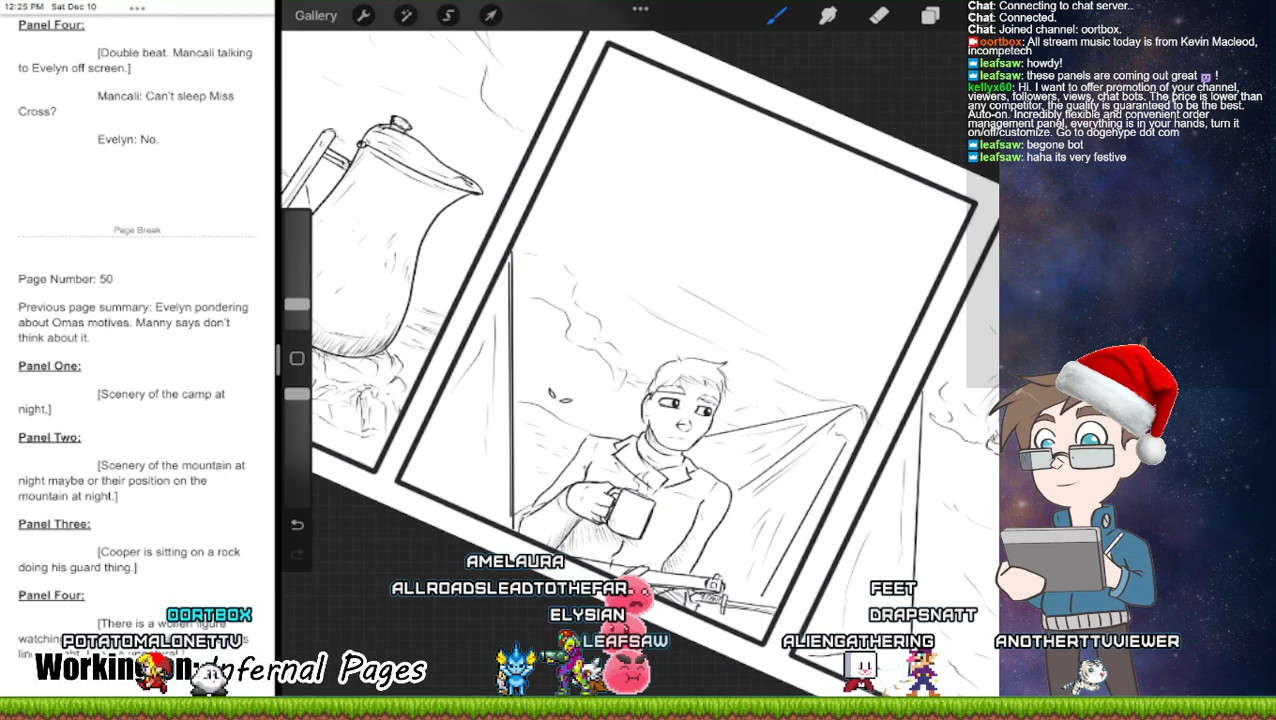 12:25 PM Sat Dec 10
Panel Four:
[Double beat. Mancali talking
to Evelyn off screen.]
Mancali: Can't sleep Miss
Cross?
Evelyn: No.
Page Break
Page Number: 50
Previous page summary: Evelyn pondering
about Omas motives. Manny says don't
think about it.
Panel One:
[Scenery of the camp at
night.]
Panel Two:
[Scenery of the mountain at
night maybe or their position on the
mountain at night.]
Panel Three:
[Cooper is sitting on a rock
doing his guard thing.]
Panel Four:
[There is a
figure
watching
Gallery
Chat: Connecting to chat server..
Chat: Connected.
Chat: Joined channel: oortbox.
oortbox: All stream music today is from Kevin Macleod,
incompetech
leafsaw: howdy!
leafsaw: these panels are coming out great !
kellyx60: Hi. I want to offer promotion of your channel,
viewers, followers, views, chat bots. The price is lower than
any competitor, the quality is guaranteed to be the best.
Auto-on. Incredibly flexible and convenient order
management panel, everything is in your hands, turn it
on/off/customize. Go to dogehype dot com
leafsaw: begone bot
leafsaw: haha its very festive
AMELAURA
ALLROADSLEADTOTHEFAR.
FEET
OORTBOX
ELYSIAN
DRAPSNATT
POTATOMALONETTV
LEAFSAW
ALIENGATHERING
ANOTHERTTVVIEWER
Working on: Infernal Pages